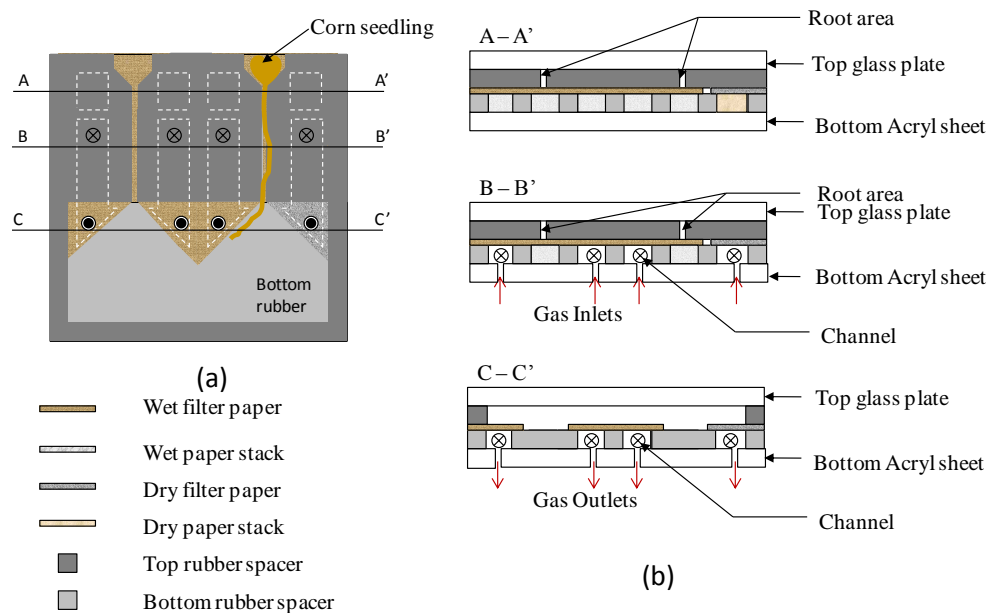 Corn seedling
A
A'
B
B'
C
C'
Bottom
rubber
(a)
Wet filter paper
Wet paper stack
Dry filter paper
Dry paper stack
Top rubber spacer
Bottom rubber spacer
A – A'
Root area
Top glass plate
Bottom Acryl sheet
B – B'
Root area
Top glass plate
Bottom Acryl sheet
Gas Inlets
Channel
C – C'
Top glass plate
Bottom Acryl sheet
Gas Outlets
Channel
(b)